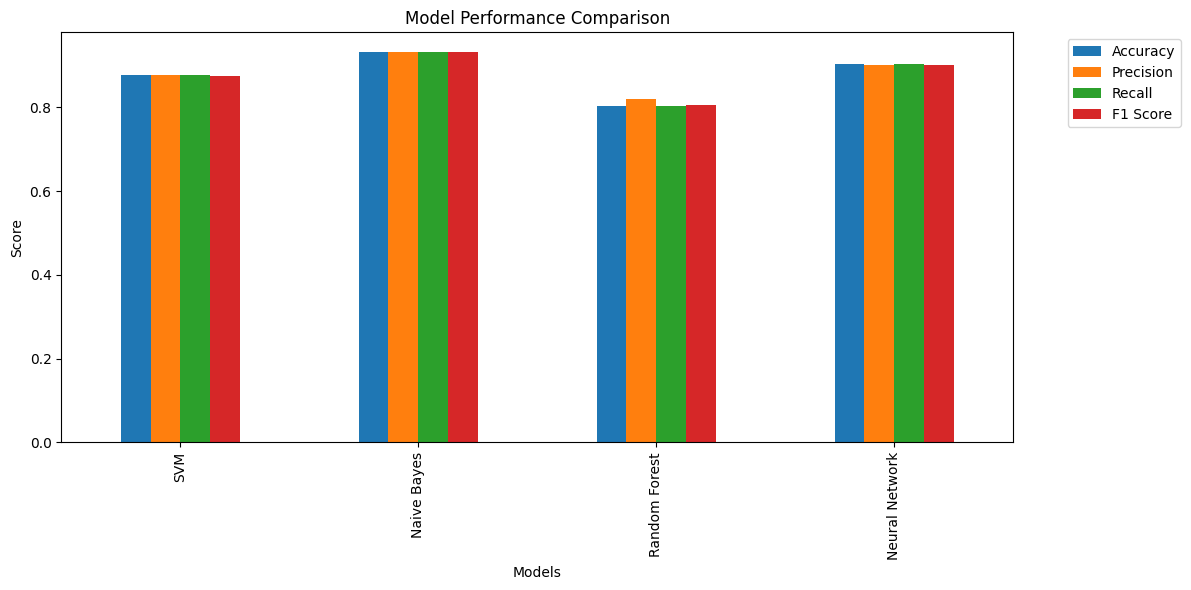 Model Performance Comparison
Accuracy
Precision
Recall
F1 Score
0.8
0.6
0.4
0.2
0.0
Score
SVM
Naive Bayes
Random Forest
Neural Network
Models